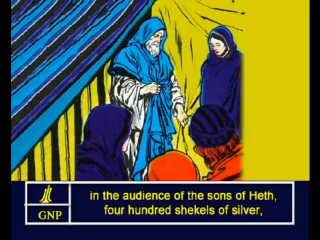 in the audience of the sons of Heth,
four hundred shekels of silver,
GNP